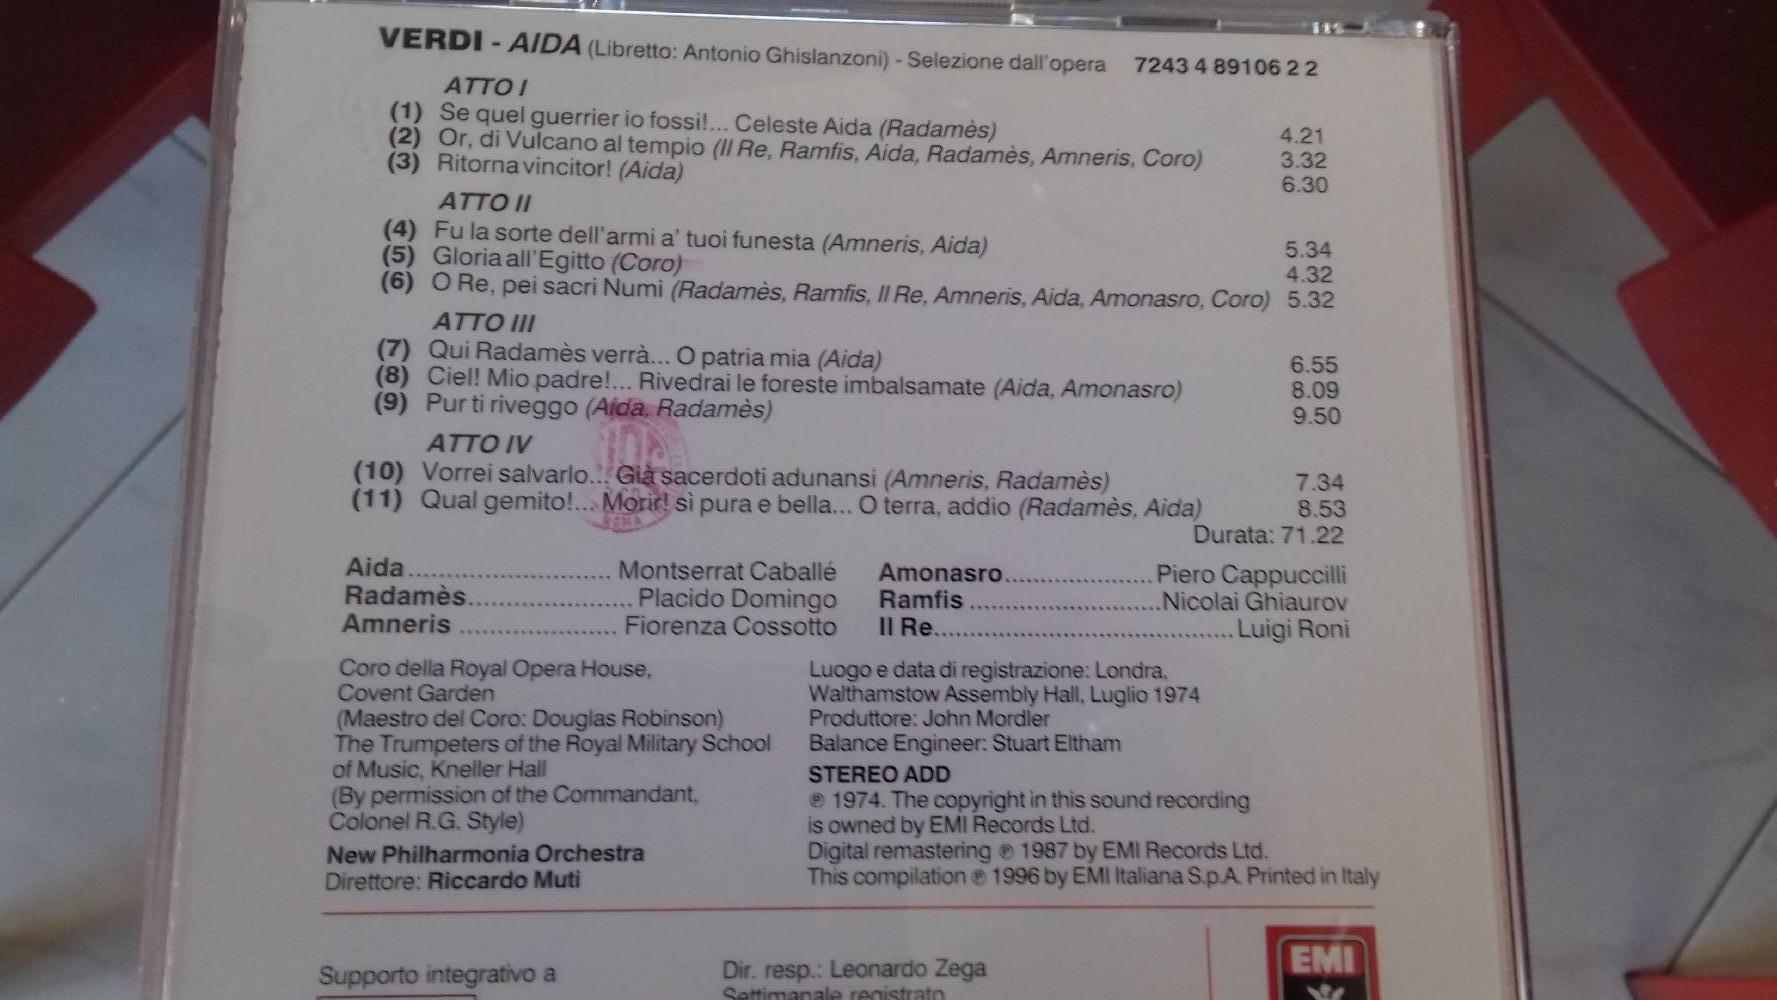 VERDI - AIDA (Libretto: Antonio Ghislanzoni) - Selezione dall'opera 7243 4 89106 2 2
ATTO I
(1) Se quel guerrier io fossi!... Celeste Aida (Radamès) 4.21
(2) Or, di Vulcano al tempio (Il Re, Ramfis, Aida, Radamès, Amneris, Coro) 3.32
(3) Ritorna vincitor! (Aida) 6.30
ATTO II
(4) Fu la sorte dell'armi a' tuoi funesta (Amneris, Aida) 5.34
(5) Gloria all'Egitto (Coro) 4.32
(6) O Re, pei sacri Numi (Radamès, Ramfis, Il Re, Amneris, Aida, Amonasro, Coro) 5.32
ATTO III
(7) Qui Radamès verrà... O patria mia (Aida) 6.55
(8) Ciel! Mio padre!... Rivedrai le foreste imbalsamate (Aida, Amonasro) 8.09
(9) Pur ti riveggo (Aida, Radamès) 9.50
ATTO IV
(10) Vorrei salvarlo... Già sacerdoti adunansi (Amneris, Radamès) 7.34
(11) Qual gemito!... Morir! sì pura e bella... O terra, addio (Radamès, Aida) 8.53
Durata: 71.22
ROMA
Aida........................... Montserrat Caballé
Radamès...................... Placido Domingo
Amneris ..................... Fiorenza Cossotto
Amonasro.................... Piero Cappuccilli
Ramfis ..........................Nicolai Ghiaurov
Il Re........................................ Luigi Roni
Coro della Royal Opera House,
Covent Garden
(Maestro del Coro: Douglas Robinson)
The Trumpeters of the Royal Military School
of Music, Kneller Hall
(By permission of the Commandant,
Colonel R.G. Style)
New Philharmonia Orchestra
Direttore: Riccardo Muti
Luogo e data di registrazione: Londra,
Walthamstow Assembly Hall, Luglio 1974
Produttore: John Mordler
Balance Engineer: Stuart Eltham
STEREO ADD
℗ 1974. The copyright in this sound recording
is owned by EMI Records Ltd.
Digital remastering ℗ 1987 by EMI Records Ltd.
This compilation ℗ 1996 by EMI Italiana S.p.A. Printed in Italy
Supporto integrativo a
Dir. resp.: Leonardo Zega
Settimanale registrato
EMI